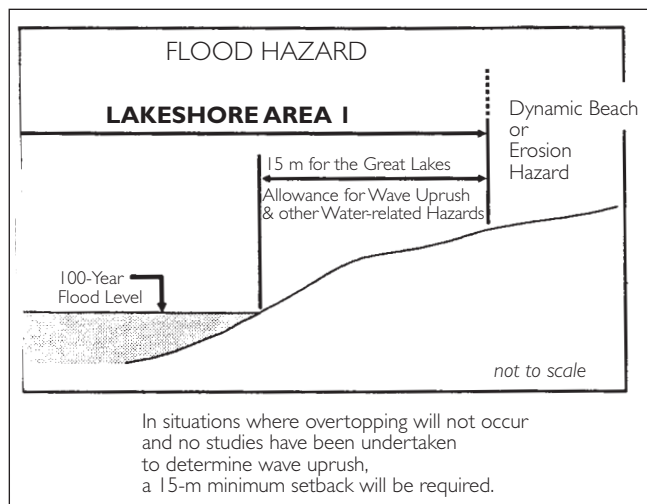 FLOOD HAZARD
LAKESHORE AREA 1
Dynamic Beach
or
Erosion
Hazard
15 m for the Great Lakes
Allowance for Wave Uprush
& other Water-related Hazards
100-Year
Flood Level
not to scale
In situations where overtopping will not occur
and no studies have been undertaken
to determine wave uprush,
a 15-m minimum setback will be required.